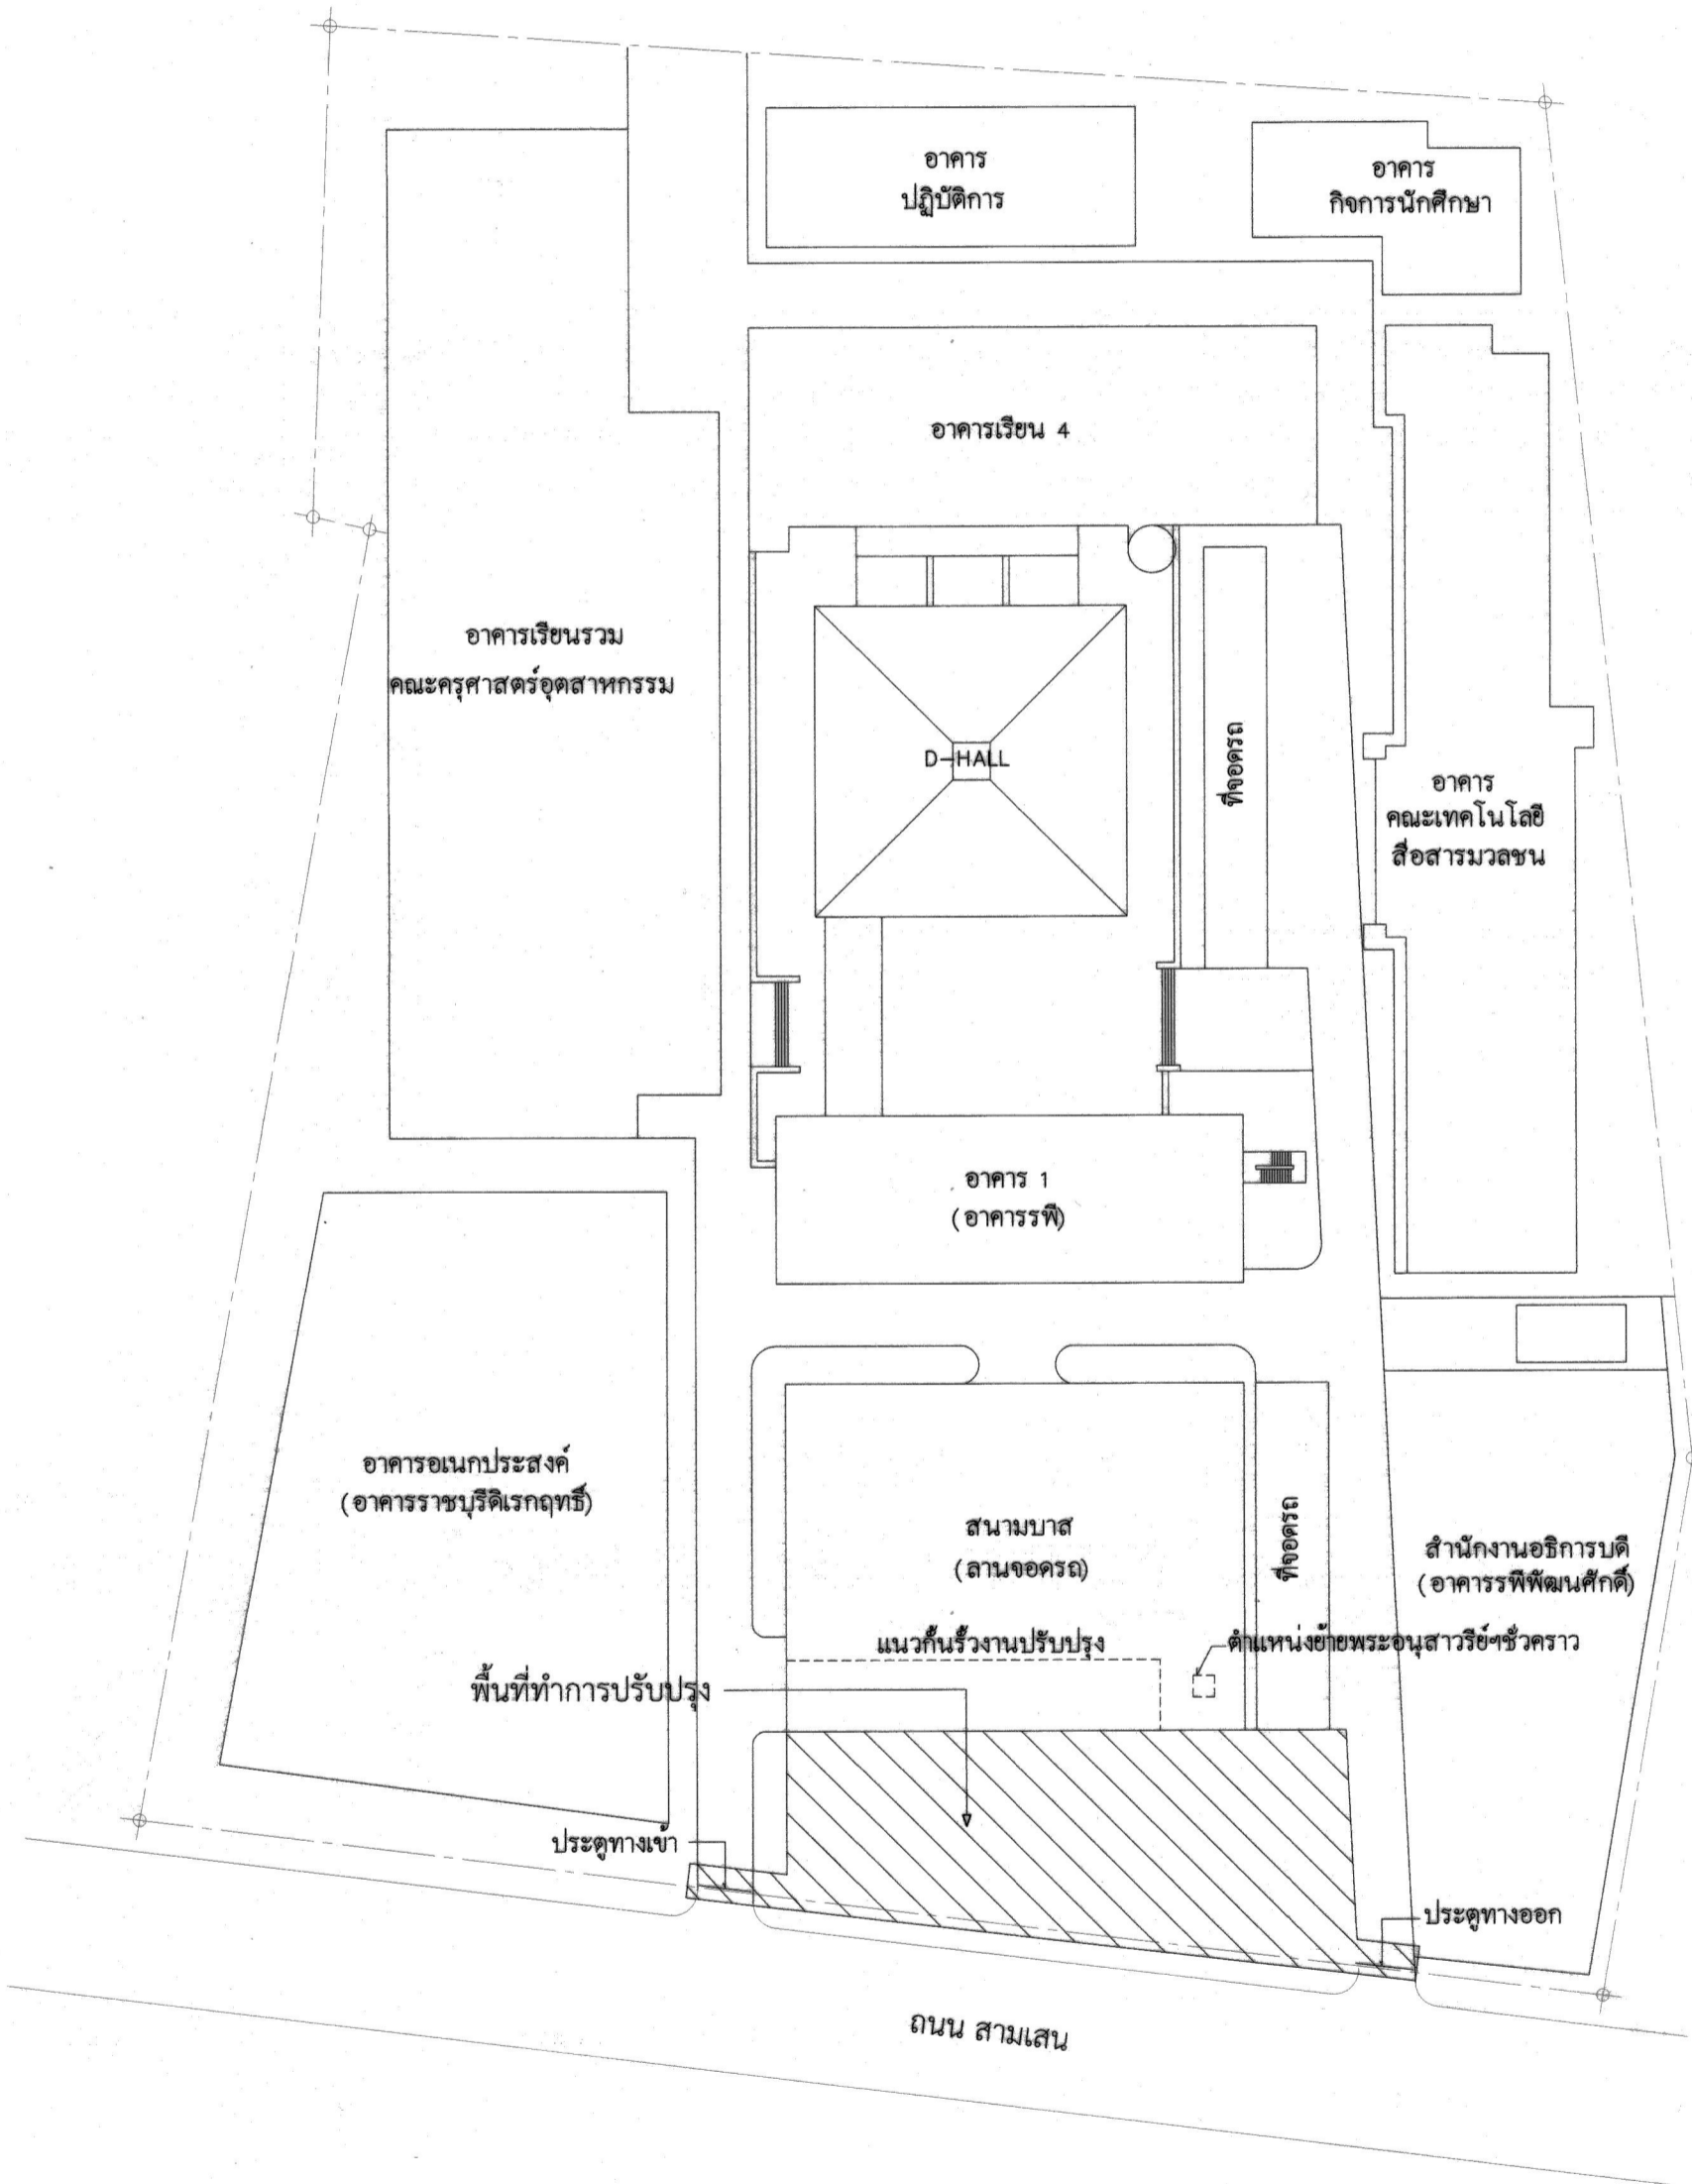 อาคาร
ปฏิบัติการ
อาคาร
กิจการนักศึกษา
อาคารเรียน 4
อาคารเรียนรวม
คณะครุศาสตร์อุตสาหกรรม
D-HALL
ที่จอดรถ
อาคาร
คณะเทคโนโลยี
สื่อสารมวลชน
อาคาร 1
(อาคารรพี)
อาคารอเนกประสงค์
(อาคารราชบุรีดิเรกฤทธิ์)
สนามบาส
(ลานจอดรถ)
ที่จอดรถ
สำนักงานอธิการบดี
(อาคารรพีพัฒนศักดิ์)
แนวกั้นรั้วงานปรับปรุง
ตำแหน่งย้ายพระอนุสาวรีย์ฯชั่วคราว
พื้นที่ทำการปรับปรุง
ประตูทางเข้า
ประตูทางออก
ถนน สามเสน